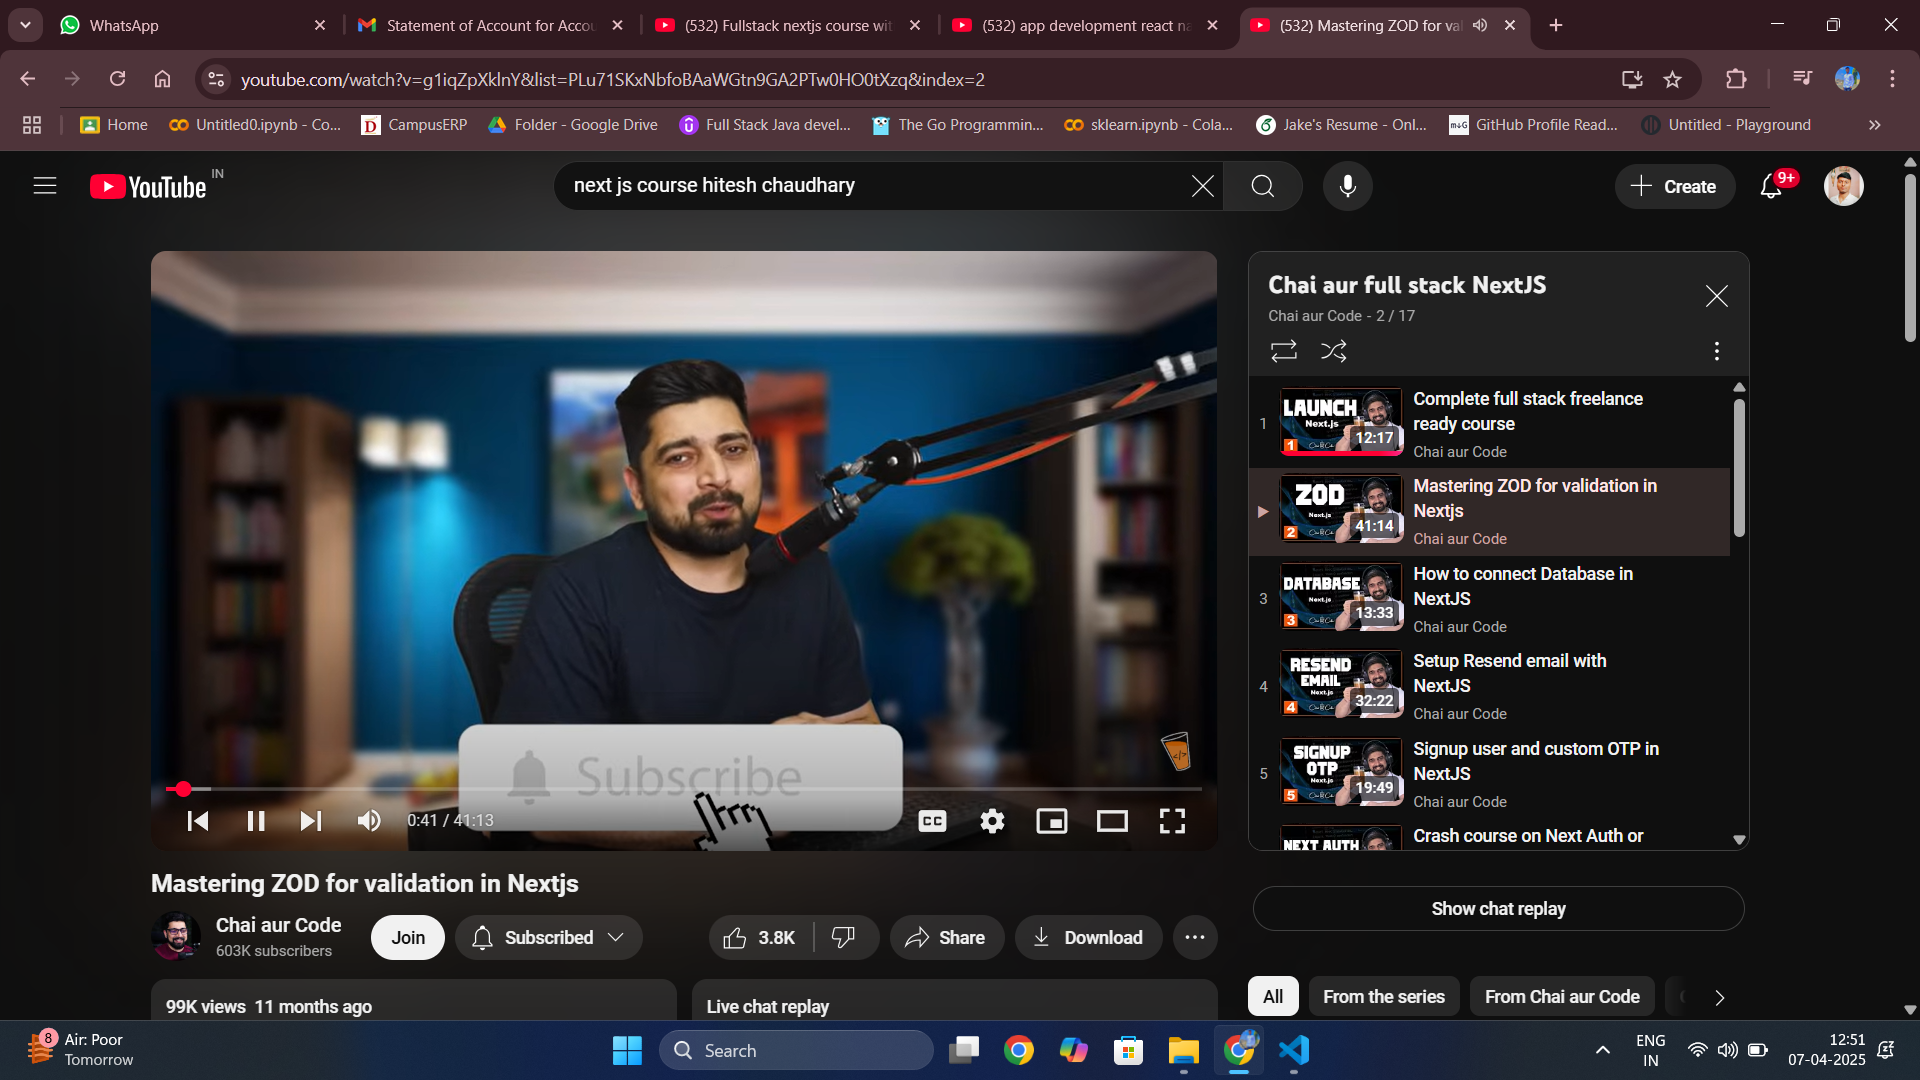 WhatsApp
Statement of Account for Accou
(532) Fullstack nextjs course wit
(532) app development react na
(532) Mastering ZOD for val
youtube.com/watch?v=g1iqZpXklnY&list=PLu71SKxNbfoBAaWGtn9GA2PTw0HO0tXzq&index=2
Home
Untitled0.ipynb - Co...
CampusERP
Folder - Google Drive
Full Stack Java devel...
The Go Programmin...
sklearn.ipynb - Cola...
Jake's Resume - Onl...
GitHub Profile Read...
Untitled - Playground
YouTube IN
next js course hitesh chaudhary
Create
9+
Subscribe
0:41 / 41:13
CC
Chai aur full stack NextJS
Chai aur Code - 2 / 17
1
LAUNCH
Next.js
1
12:17
Complete full stack freelance
ready course
Chai aur Code
ZOD
Next.js
2
41:14
Mastering ZOD for validation in
Nextjs
Chai aur Code
3
DATABASE
Next.js
3
13:33
How to connect Database in
NextJS
Chai aur Code
4
RESEND
EMAIL
Next.js
4
32:22
Setup Resend email with
NextJS
Chai aur Code
5
SIGNUP
OTP
Next.js
5
19:49
Signup user and custom OTP in
NextJS
Chai aur Code
NEXT AUTH
Crash course on Next Auth or
Mastering ZOD for validation in Nextjs
Chai aur Code
603K subscribers
Join
Subscribed
3.8K
Share
Download
Show chat replay
99K views 11 months ago
Live chat replay
All
From the series
From Chai aur Code
8
Air: Poor
Tomorrow
Search
ENG
IN
12:51
07-04-2025